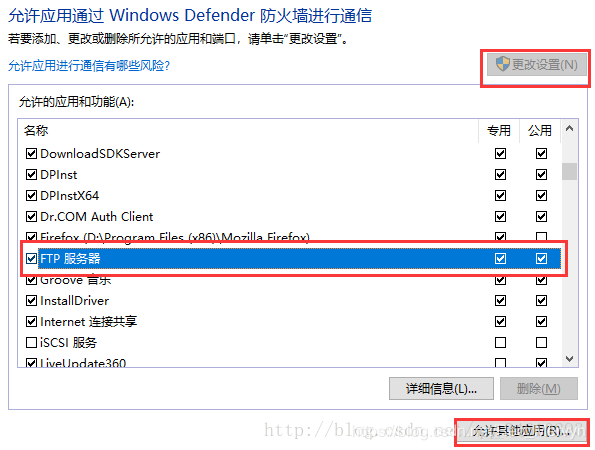 允许应用通过 Windows Defender 防火墙进行通信
若要添加、更改或删除所允许的应用和端口，请单击“更改设置”。
允许应用进行通信有哪些风险?
更改设置(N)
允许的应用和功能(A):
名称 专用 公用
DownloadSDKServer
DPInst
DPInstX64
Dr.COM Auth Client
Firefox (D:\Program Files (x86)\Mozilla Firefox)
FTP 服务器
Groove 音乐
InstallDriver
Internet 连接共享
iSCSI 服务
LiveUpdate360
详细信息(L)... 删除(M)
允许其他应用(R)...
http://blog.csdn.